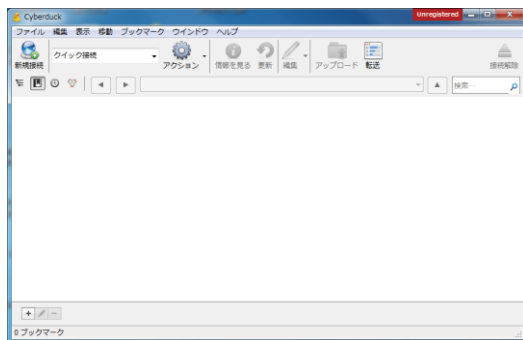 Cyberduck
Unregistered
ファイル 編集 表示 移動 ブックマーク ウインドウ ヘルプ
新規接続 クイック接続 アクション 情報を見る 更新 編集 アップロード 転送 接続解除
検索…
0 ブックマーク